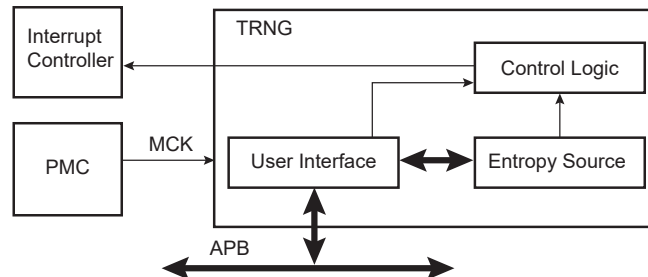 TRNG
Interrupt
Controller
Control Logic
PMC
MCK
User Interface
Entropy Source
APB